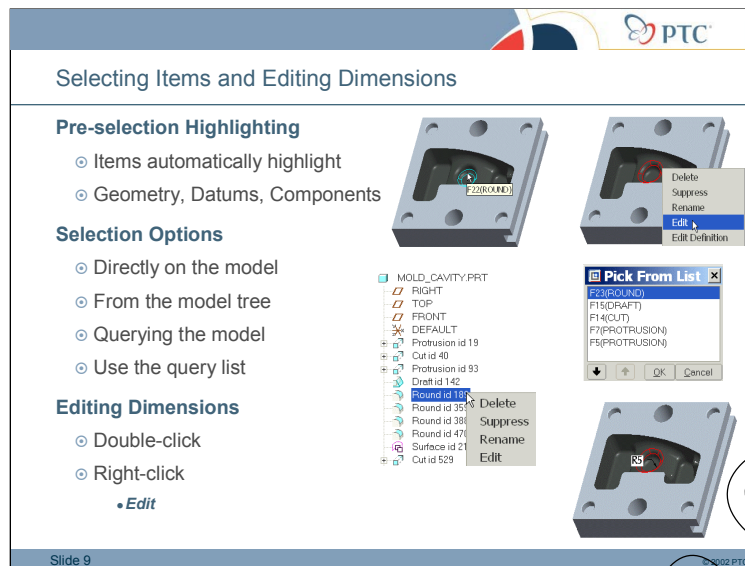 PTC
Selecting Items and Editing Dimensions
Pre-selection Highlighting
Items automatically highlight
Geometry, Datums, Components
Selection Options
Directly on the model
From the model tree
Querying the model
Use the query list
Editing Dimensions
Double-click
Right-click
• Edit
F22(ROUND)
Delete
Suppress
Rename
Edit
Edit Definition
MOLD_CAVITY.PRT
RIGHT
TOP
FRONT
DEFAULT
Protrusion id 19
Cut id 40
Protrusion id 93
Draft id 142
Round id 189
Round id 35
Round id 388
Round id 470
Surface id 21
Cut id 529
Delete
Suppress
Rename
Edit
Pick From List
F23(ROUND)
F15(DRAFT)
F14(CUT)
F7(PROTRUSION)
F5(PROTRUSION)
OK Cancel
R5
Slide 9
© 2002 PTC